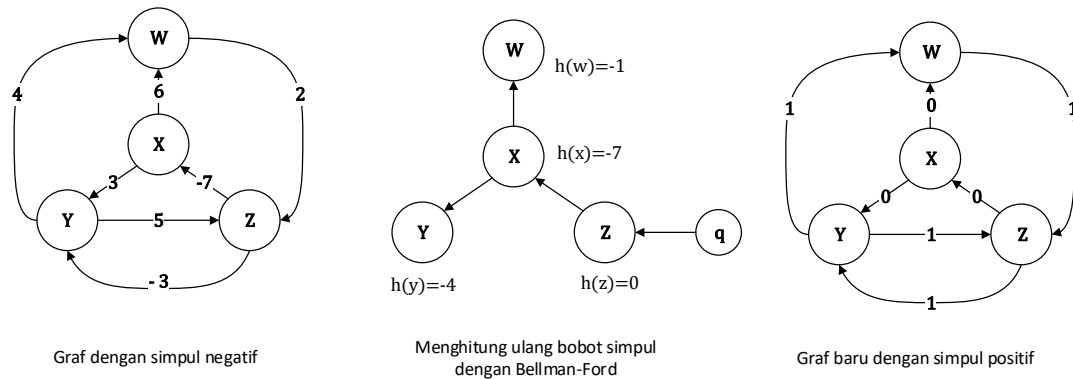 W
4
6
2
X
3
-7
Y
5
Z
- 3
Graf dengan simpul negatif
W
h(w)=-1
X
h(x)=-7
Y
Z
q
h(y)=-4
h(z)=0
Menghitung ulang bobot simpul
dengan Bellman-Ford
W
1
0
1
X
0
0
Y
1
Z
1
Graf baru dengan simpul positif